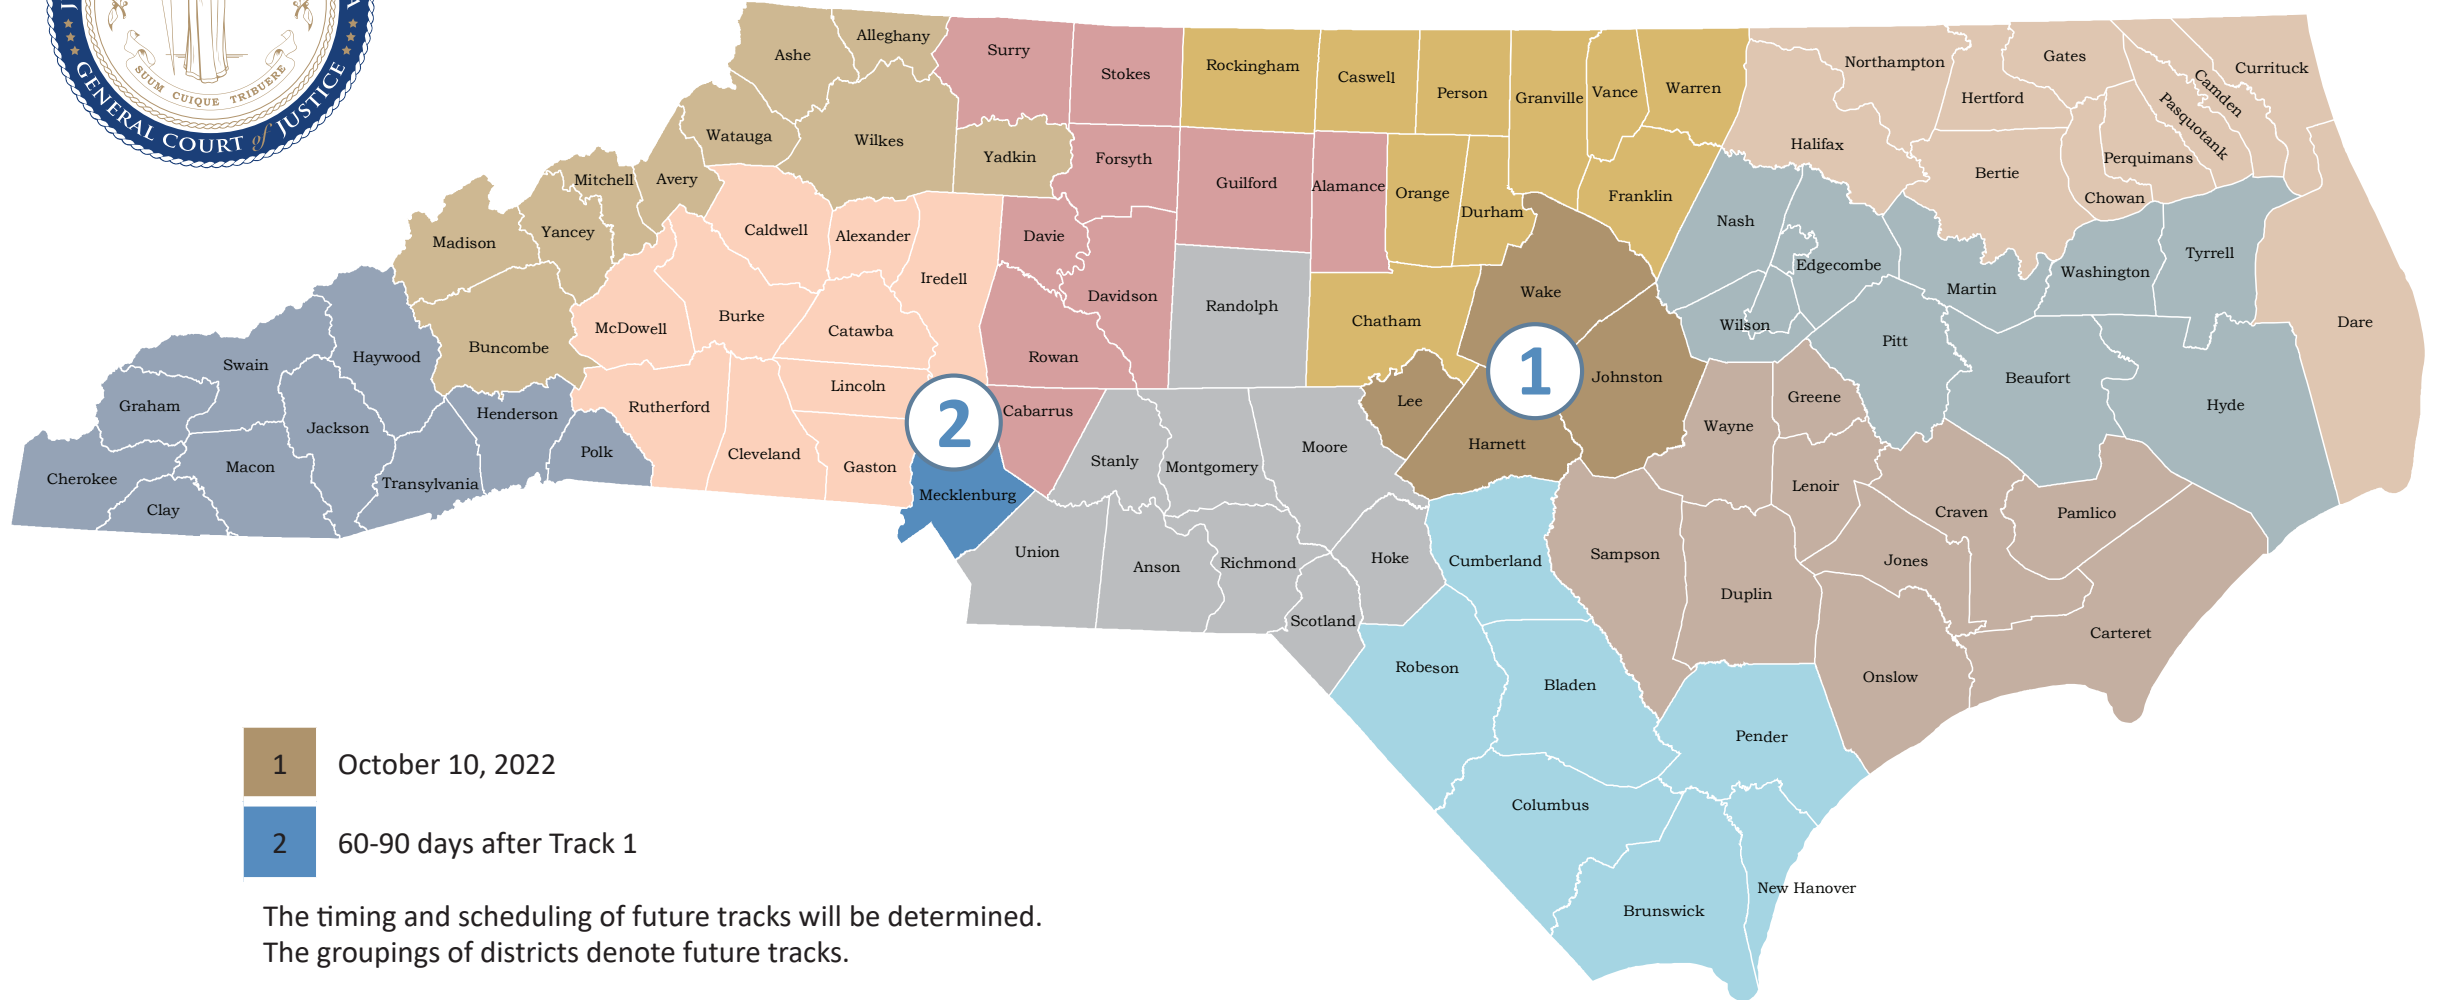 SUUM CUIQUE TRIBUERE
GENERAL COURT of JUSTICE
Ashe
Alleghany
Surry
Stokes
Rockingham
Caswell
Person
Granville
Vance
Warren
Northampton
Gates
Currituck
Camden
Pasquotank
Hertford
Halifax
Perquimans
Bertie
Chowan
Watauga
Wilkes
Yadkin
Forsyth
Guilford
Alamance
Orange
Durham
Franklin
Nash
Edgecombe
Martin
Washington
Tyrrell
Dare
Mitchell
Avery
Madison
Yancey
Caldwell
Alexander
Iredell
Davie
Davidson
Randolph
Chatham
Wake
Wilson
Pitt
Beaufort
Hyde
Buncombe
McDowell
Burke
Catawba
Rowan
Lincoln
Cabarrus
Swain
Haywood
Graham
Jackson
Henderson
Rutherford
Cleveland
Gaston
2
1
Johnston
Lee
Harnett
Wayne
Greene
Cherokee
Macon
Clay
Transylvania
Polk
Mecklenburg
Stanly
Montgomery
Moore
Lenoir
Craven
Pamlico
Union
Anson
Richmond
Hoke
Scotland
Cumberland
Sampson
Duplin
Jones
Carteret
Onslow
Robeson
Bladen
Pender
Columbus
Brunswick
New Hanover
1 October 10, 2022
2 60-90 days after Track 1
The timing and scheduling of future tracks will be determined.
The groupings of districts denote future tracks.